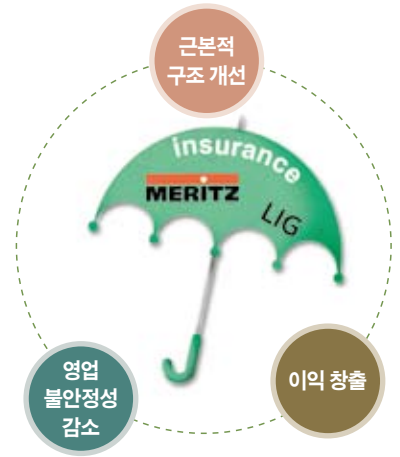 근본적
구조 개선
insurance
MERITZ
LIG
영업
불안정성
감소
이익 창출